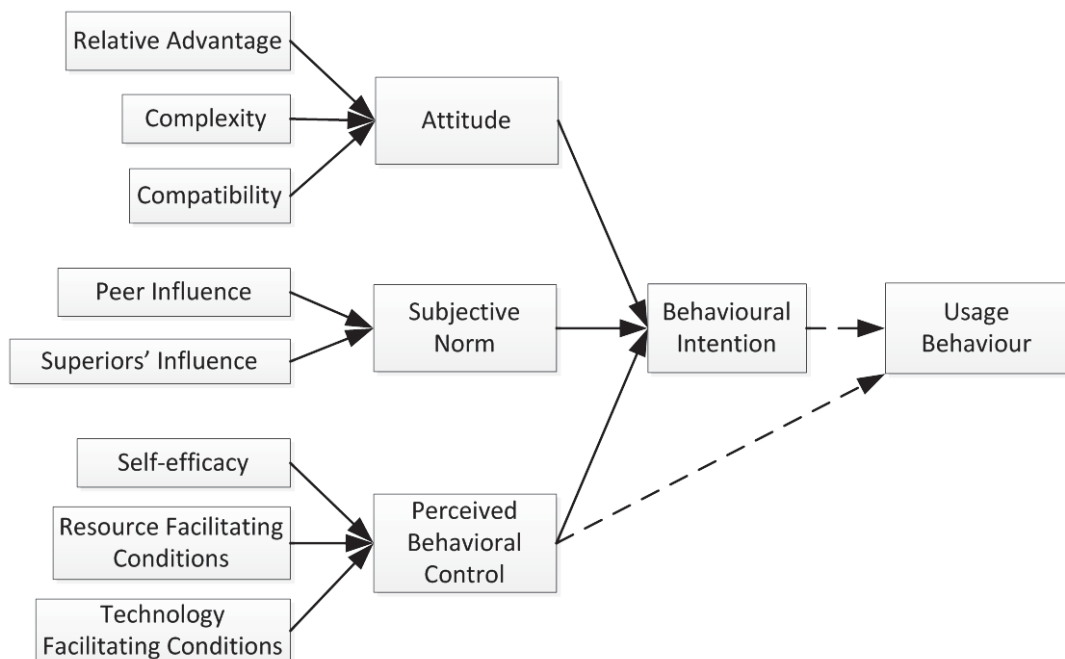 Relative Advantage
Complexity
Compatibility
Attitude
Peer Influence
Superiors' Influence
Subjective
Norm
Behavioural
Intention
Usage
Behaviour
Self-efficacy
Resource Facilitating
Conditions
Technology
Facilitating Conditions
Perceived
Behavioral
Control